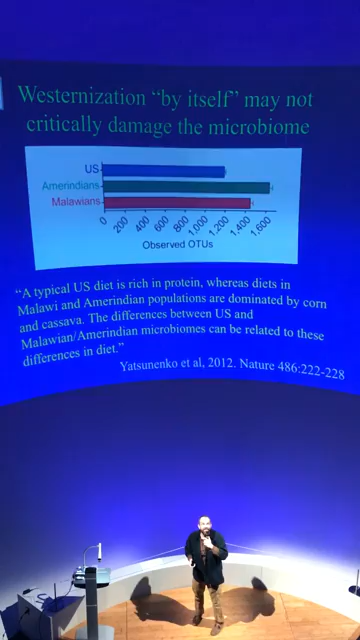 Westernization “by itself” may not
critically damage the microbiome
US
Amerindians
Malawians
0 200 400 600 800 1,000 1,200 1,400 1,600
Observed OTUs
“A typical US diet is rich in protein, whereas diets in
Malawi and Amerindian populations are dominated by corn
and cassava. The differences between US and
Malawian/Amerindian microbiomes can be related to these
differences in diet.”
Yatsunenko et al, 2012. Nature 486:222-228